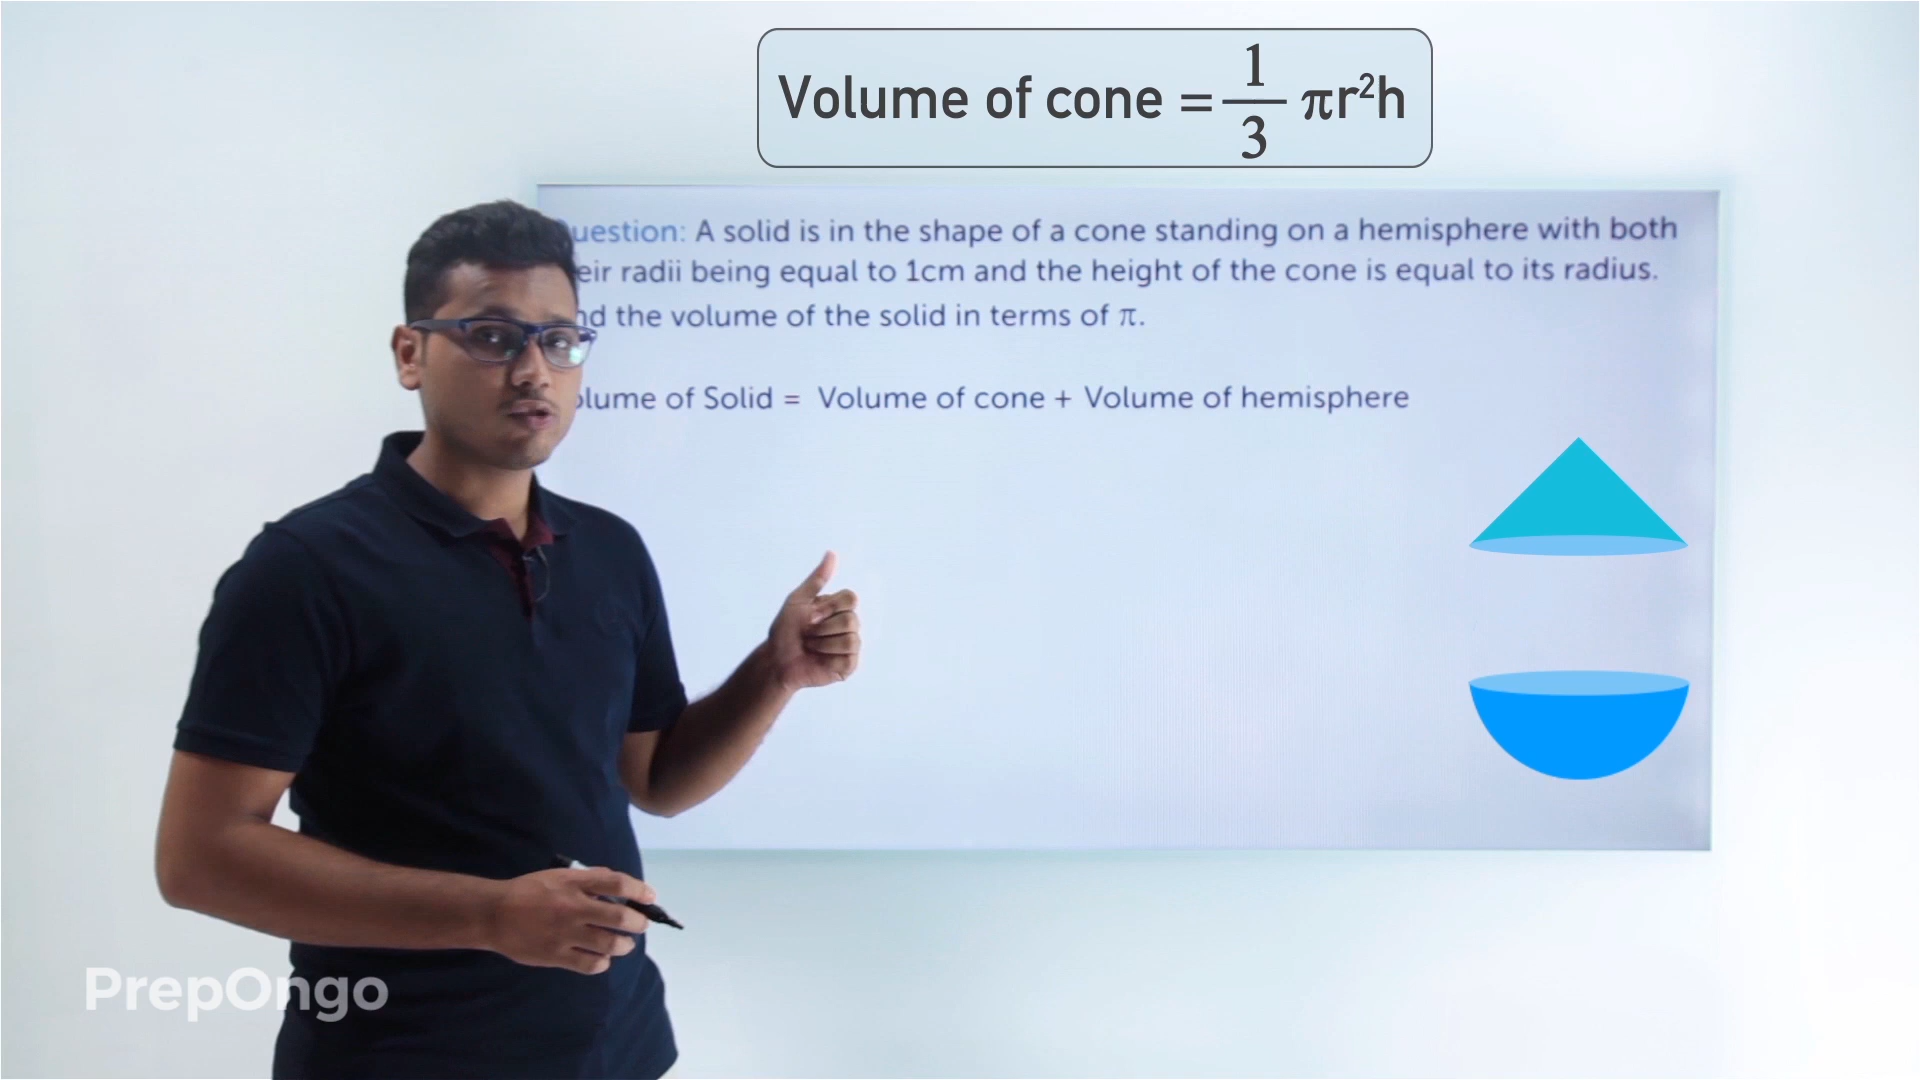 Volume of cone = 1/3 πr²h
uestion: A solid is in the shape of a cone standing on a hemisphere with both
eir radii being equal to 1cm and the height of the cone is equal to its radius.
nd the volume of the solid in terms of π.
olume of Solid = Volume of cone + Volume of hemisphere
PrepOngo